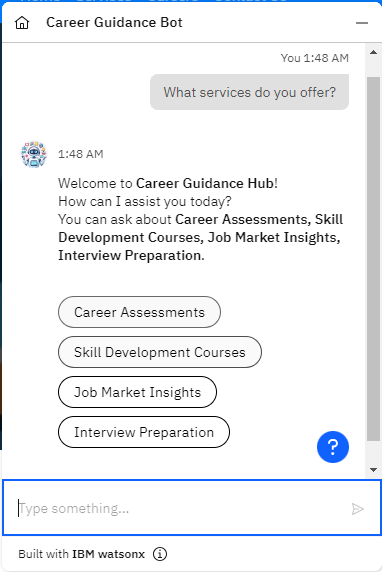 Career Guidance Bot
You 1:48 AM
What services do you offer?
1:48 AM
Welcome to Career Guidance Hub!
How can I assist you today?
You can ask about Career Assessments, Skill
Development Courses, Job Market Insights,
Interview Preparation.
Career Assessments
Skill Development Courses
Job Market Insights
Interview Preparation
?
Type something...
Built with IBM watsonx